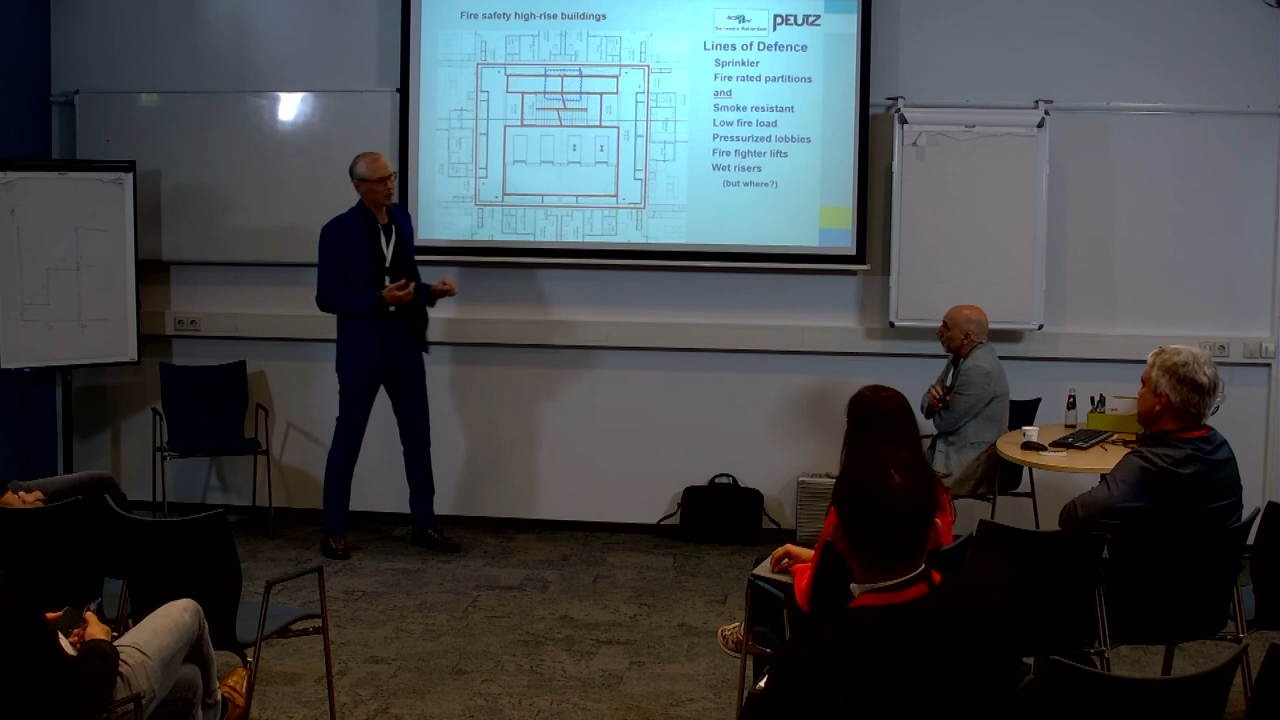 Fire safety high-rise buildings
PEUTZ
Lines of Defence
Sprinkler
Fire rated partitions
and
Smoke resistant
Low fire load
Pressurized lobbies
Fire fighter lifts
Wet risers
(but where?)